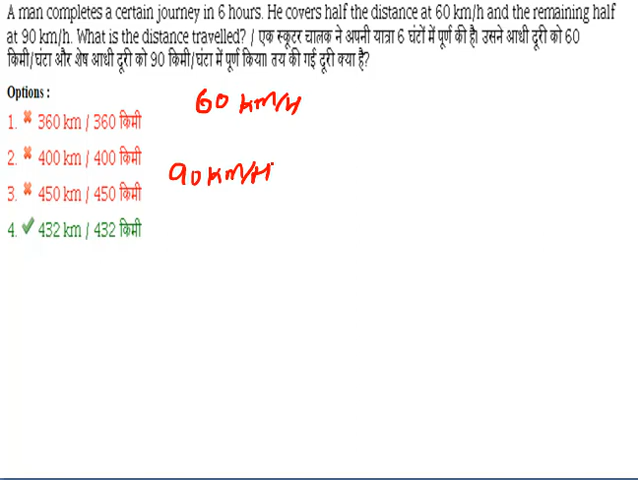 A man completes a certain journey in 6 hours. He covers half the distance at 60 km/h and the remaining half
at 90 km/h. What is the distance travelled? / एक स्कूटर चालक ने अपनी यात्रा 6 घंटों में पूर्ण की है। उसने आधी दूरी को 60
किमी/घंटा और शेष आधी दूरी को 90 किमी/घंटा में पूर्ण किया। तय की गई दूरी क्या है?
Options :
60 KM/H
1. 360 km / 360 किमी
2. 400 km / 400 किमी
90 KM/H
3. 450 km / 450 किमी
4. 432 km / 432 किमी